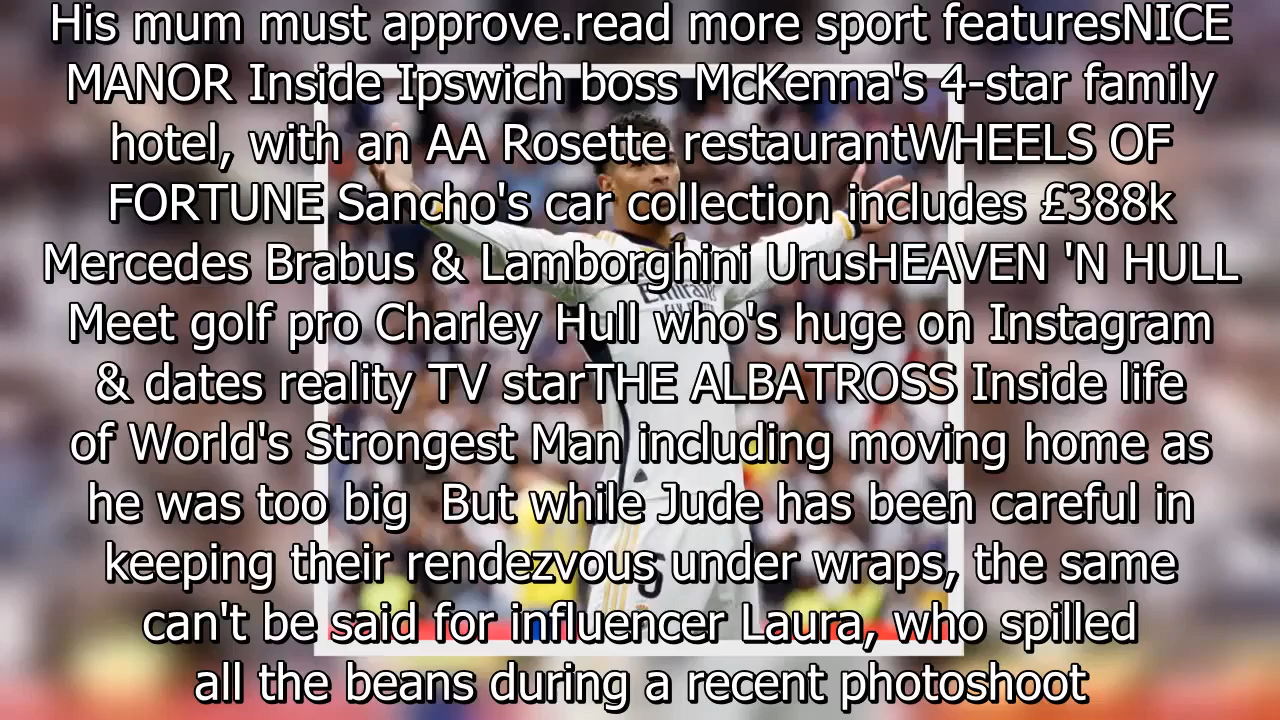 His mum must approve.read more sport featuresNICE
MANOR Inside Ipswich boss McKenna's 4-star family
hotel, with an AA Rosette restaurantWHEELS OF
FORTUNE Sancho's car collection includes £388k
Mercedes Brabus & Lamborghini UrusHEAVEN 'N HULL
Meet golf pro Charley Hull who's huge on Instagram
& dates reality TV starTHE ALBATROSS Inside life
of World's Strongest Man including moving home as
he was too big  But while Jude has been careful in
keeping their rendezvous under wraps, the same
can't be said for influencer Laura, who spilled
all the beans during a recent photoshoot
Emirates
5